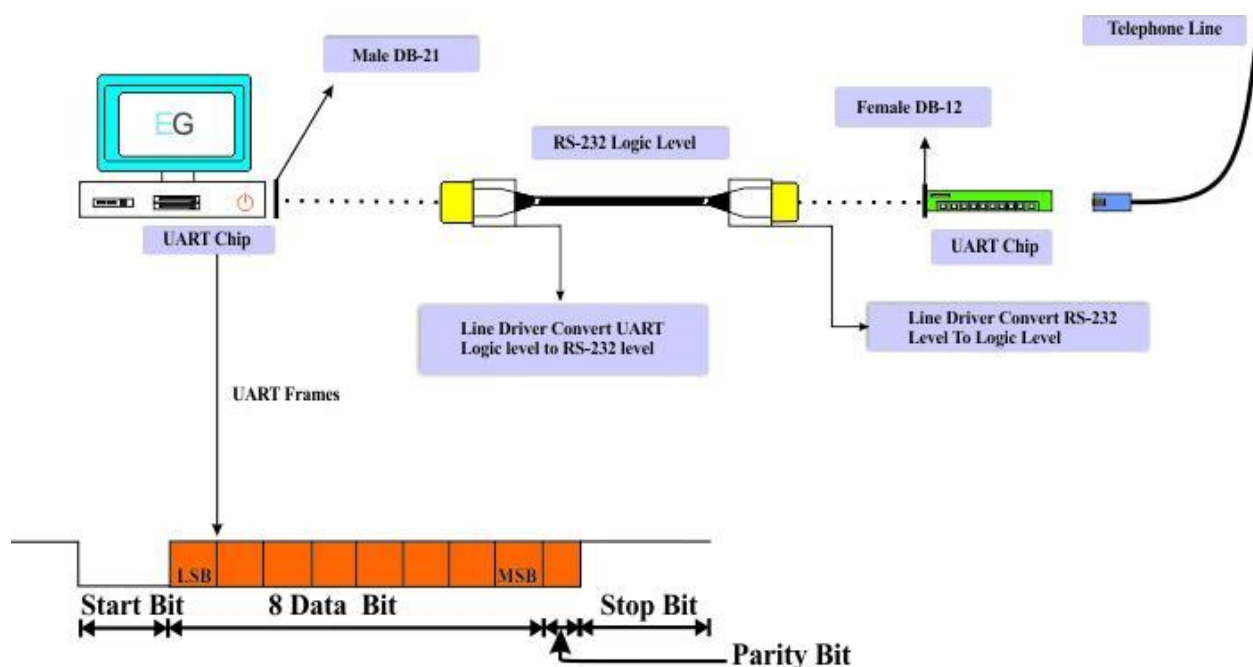 Male DB-21
Telephone Line
Female DB-12
EG
RS-232 Logic Level
UART Chip
UART Chip
Line Driver Convert UART
Logic level to RS-232 level
Line Driver Convert RS-232
Level To Logic Level
UART Frames
LSB
MSB
Start Bit
8 Data Bit
Stop Bit
Parity Bit